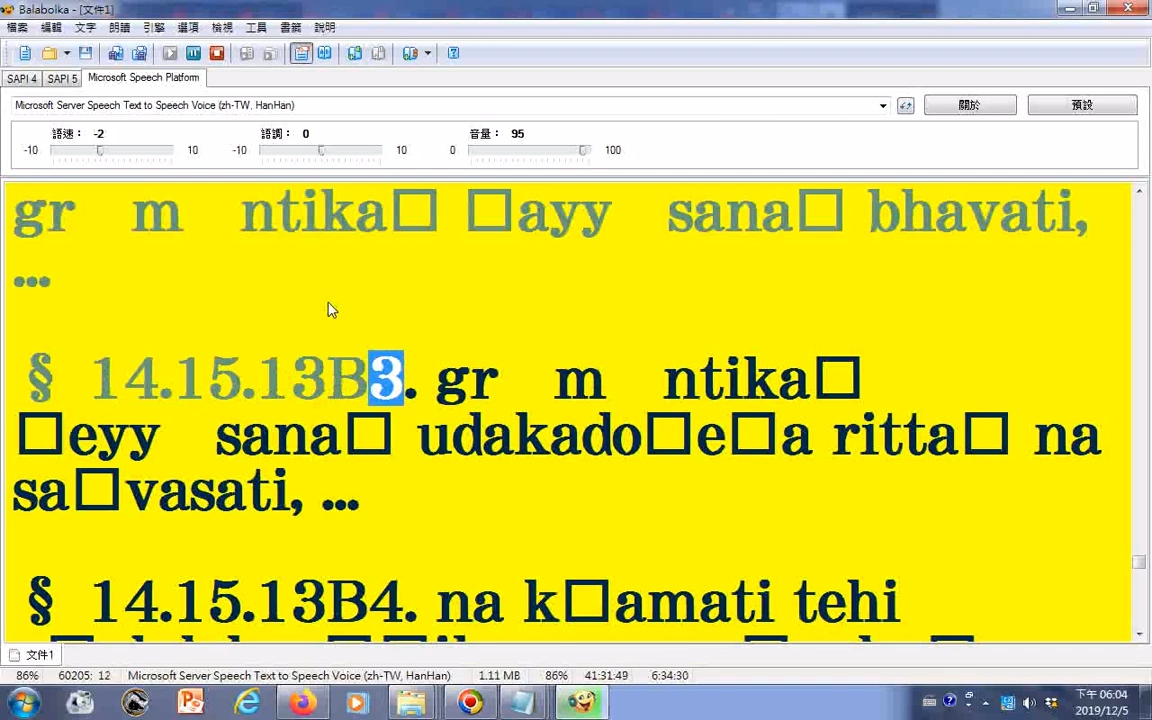 Balabolka - [文件1]
檔案 編輯 文字 朗讀 引擎 選項 檢視 工具 書籤 說明
SAPI 4 SAPI 5 Microsoft Speech Platform
Microsoft Server Speech Text to Speech Voice (zh-TW, HanHan) 關於 預設
語速： -2 語調： 0 音量： 95
-10 10 -10 10 0 100
gr m ntika□ □ayy sana□ bhavati,
...
§ 14.15.13B3. gr m ntika□
□eyy sana□ udakado□e□a ritta□ na
sa□vasati, ...
§ 14.15.13B4. na k□amati tehi
文件1
86% 60205: 12 Microsoft Server Speech Text to Speech Voice (zh-TW, HanHan) 1.11 MB 86% 41:31:49 6:34:30
下午 06:04
2019/12/5